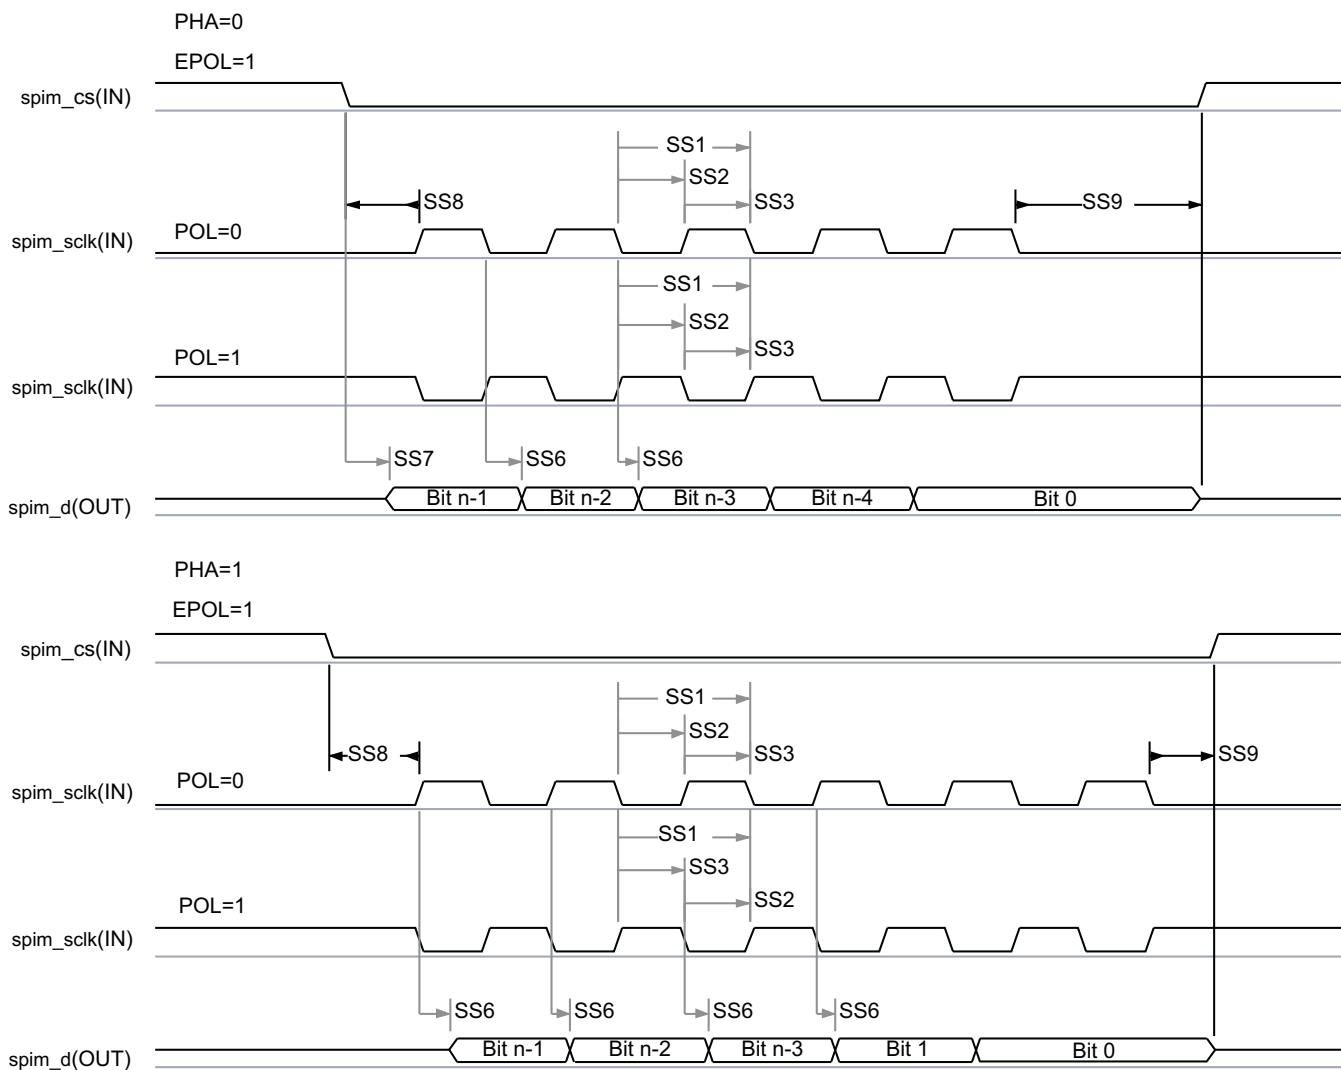 PHA=0
EPOL=1
spim_cs(IN)
SS1
SS2
SS8 SS3 SS9
POL=0
spim_sclk(IN)
SS1
SS2
SS3
POL=1
spim_sclk(IN)
SS7 SS6 SS6
Bit n-1 Bit n-2 Bit n-3 Bit n-4 Bit 0
spim_d(OUT)
PHA=1
EPOL=1
spim_cs(IN)
SS1
SS2
SS8 SS3 SS9
POL=0
spim_sclk(IN)
SS1
SS3
SS2
POL=1
spim_sclk(IN)
SS6 SS6 SS6 SS6
Bit n-1 Bit n-2 Bit n-3 Bit 1 Bit 0
spim_d(OUT)